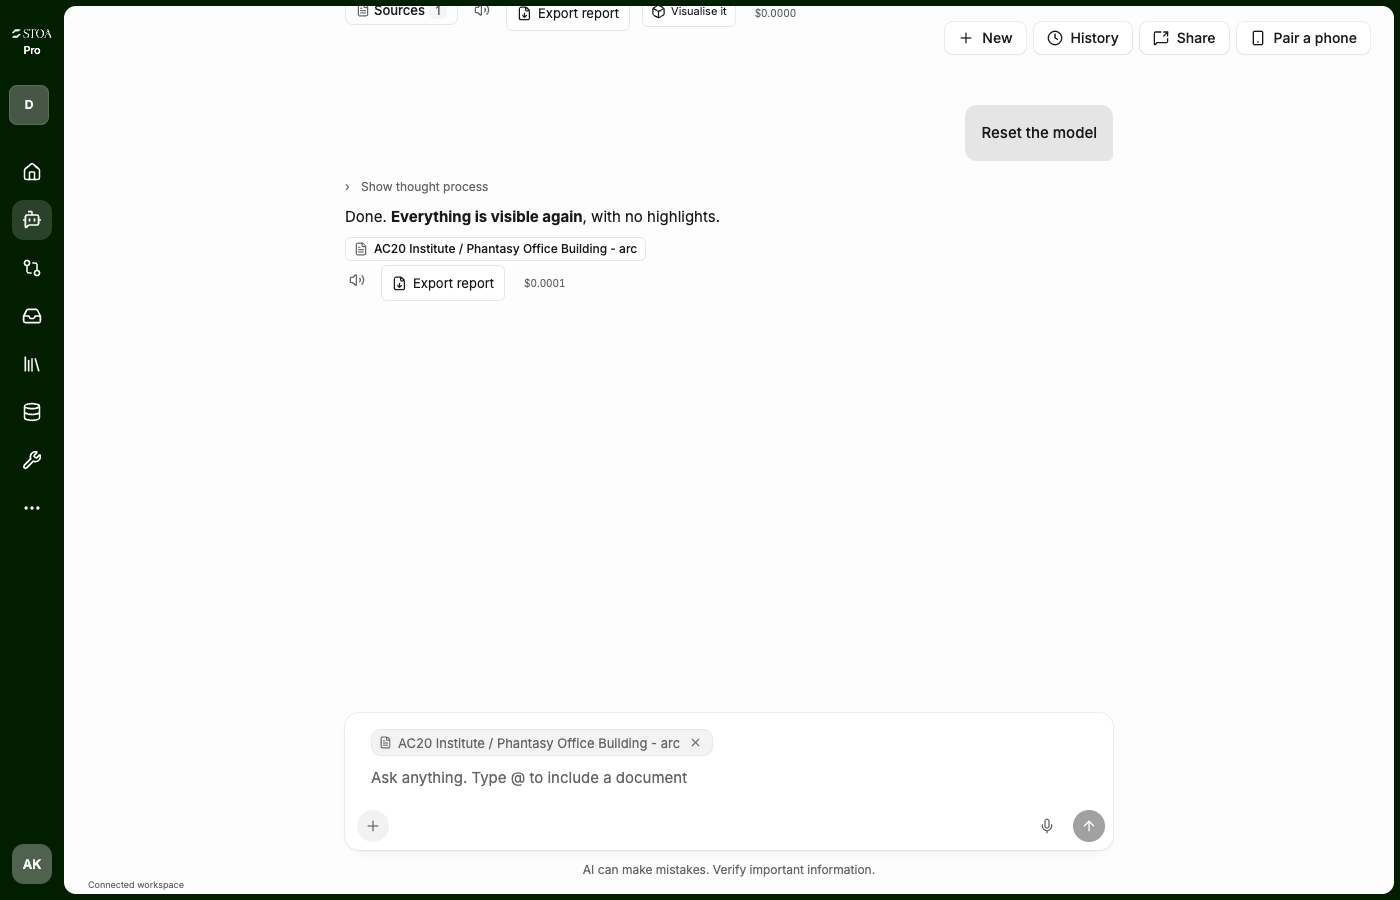 STOA
Pro
D
Sources 1
Export report
Visualise it
$0.0000
New
History
Share
Pair a phone
Reset the model
Show thought process
Done. Everything is visible again, with no highlights.
AC20 Institute / Phantasy Office Building - arc
Export report
$0.0001
AC20 Institute / Phantasy Office Building - arc
Ask anything. Type @ to include a document
AI can make mistakes. Verify important information.
AK
Connected workspace